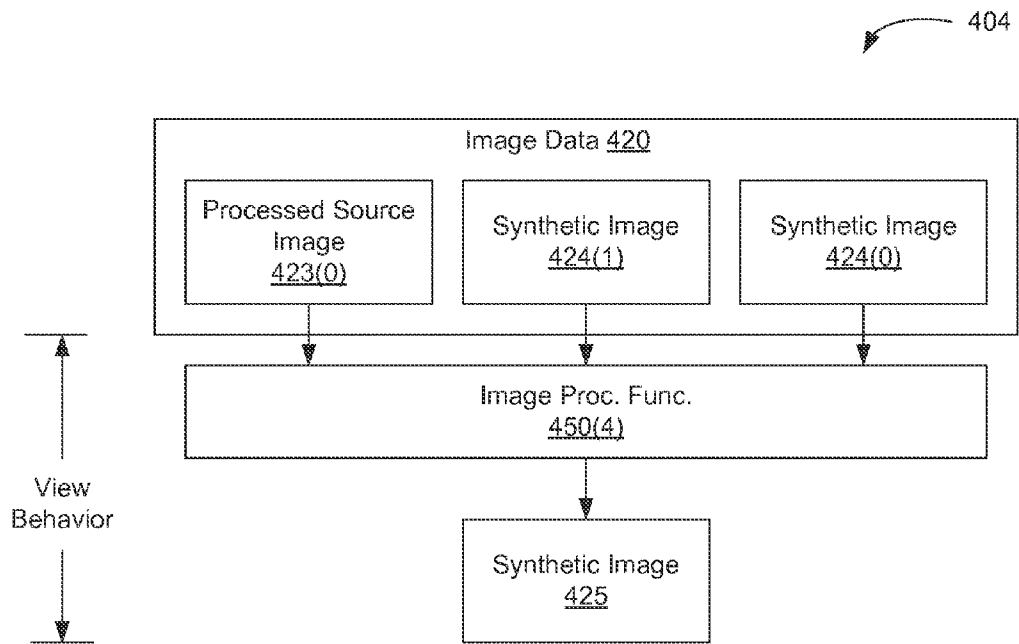 404
Image Data 420
Processed Source
Image
423(0)
Synthetic Image
424(1)
Synthetic Image
424(0)
Image Proc. Func.
450(4)
View
Behavior
Synthetic Image
425